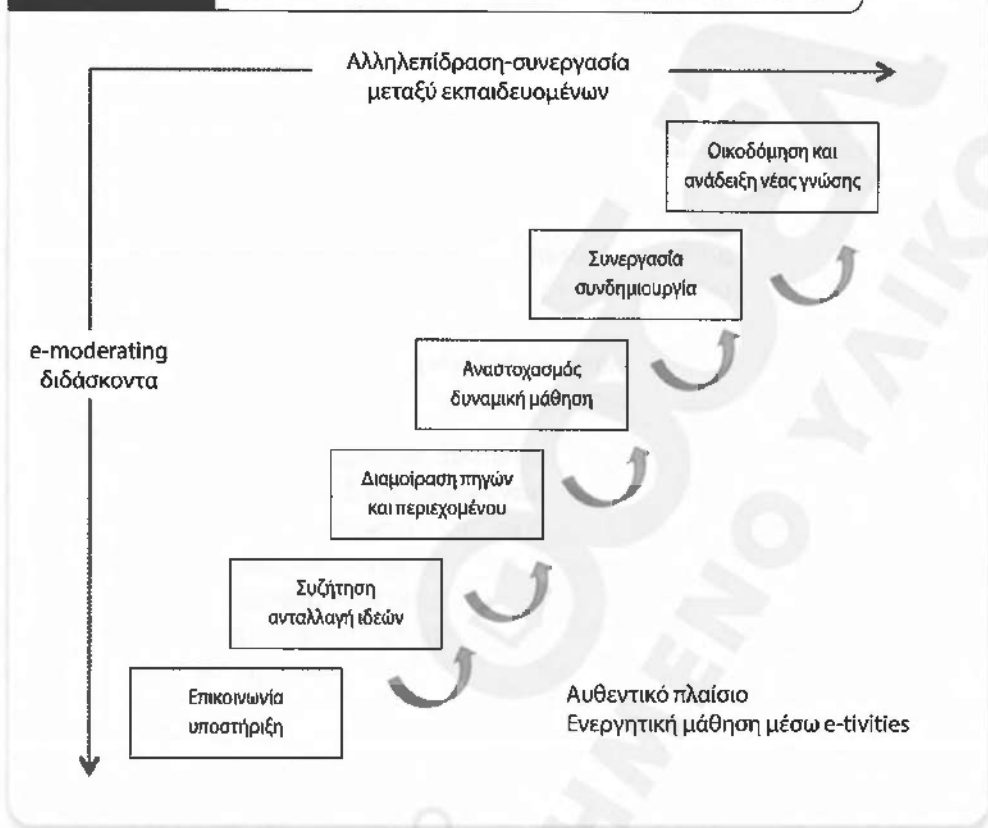 Αλληλεπίδραση-συνεργασία
μεταξύ εκπαιδευομένων
Οικοδόμηση και
ανάδειξη νέας γνώσης
Συνεργασία
συνδημιουργία
e-moderating
διδάσκοντα
Αναστοχασμός
δυναμική μάθηση
Διαμοίραση πηγών
και περιεχομένου
Συζήτηση
ανταλλαγή ιδεών
Επικοινωνία
υποστήριξη
Αυθεντικό πλαίσιο
Ενεργητική μάθηση μέσω e-tivities